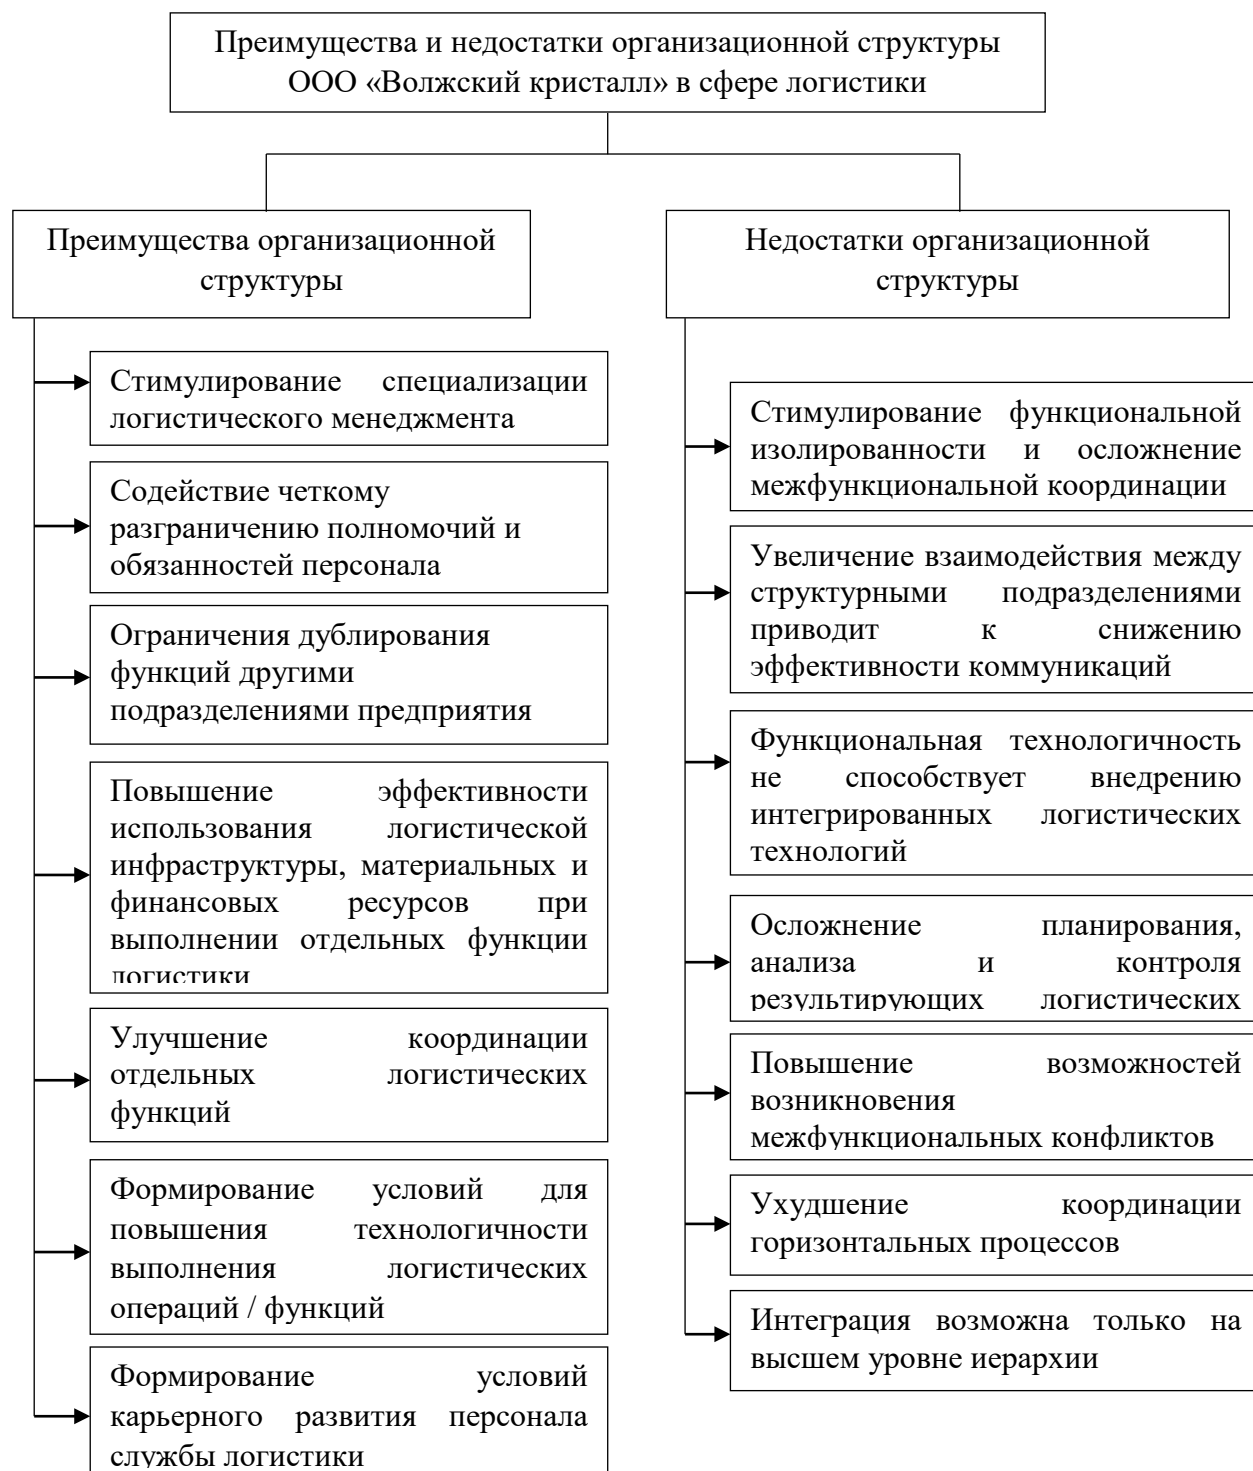 Преимущества и недостатки организационной структуры
ООО «Волжский кристалл» в сфере логистики
Преимущества организационной
структуры
Стимулирование специализации
логистического менеджмента
Содействие четкому
разграничению полномочий и
обязанностей персонала
Ограничения дублирования
функций другими
подразделениями предприятия
Повышение эффективности
использования логистической
инфраструктуры, материальных и
финансовых ресурсов при
выполнении отдельных функции
логистики
Улучшение координации
отдельных логистических
функций
Формирование условий для
повышения технологичности
выполнения логистических
операций / функций
Формирование условий
карьерного развития персонала
службы логистики
Недостатки организационной
структуры
Стимулирование функциональной
изолированности и осложнение
межфункциональной координации
Увеличение взаимодействия между
структурными подразделениями
приводит к снижению
эффективности коммуникаций
Функциональная технологичность
не способствует внедрению
интегрированных логистических
технологий
Осложнение планирования,
анализа и контроля
результирующих логистических
Повышение возможностей
возникновения
межфункциональных конфликтов
Ухудшение координации
горизонтальных процессов
Интеграция возможна только на
высшем уровне иерархии